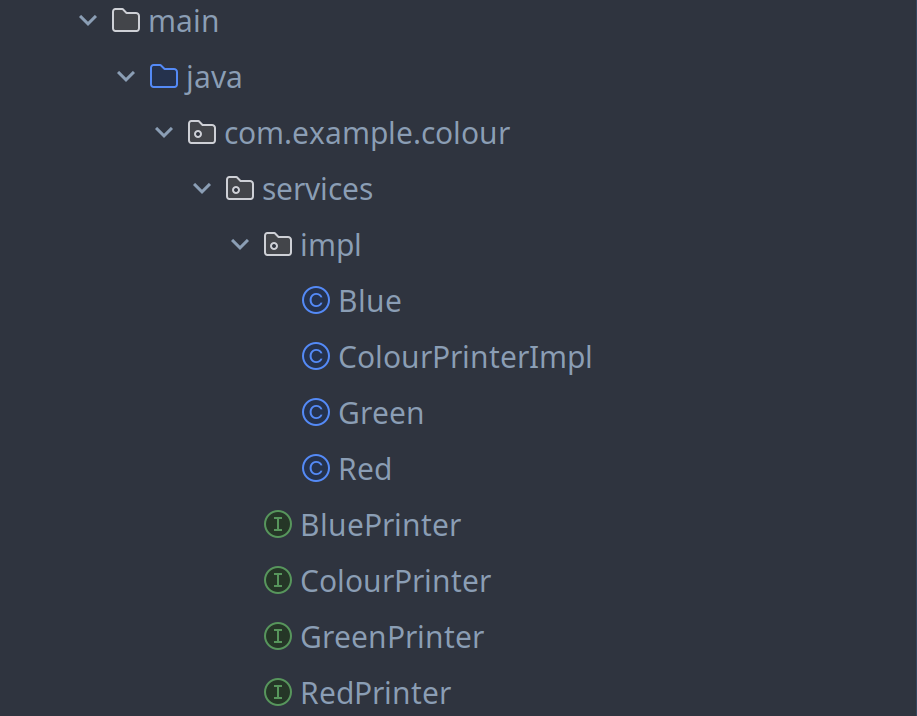 main
java
com.example.colour
services
impl
C Blue
C ColourPrinterImpl
C Green
C Red
I BluePrinter
I ColourPrinter
I GreenPrinter
I RedPrinter